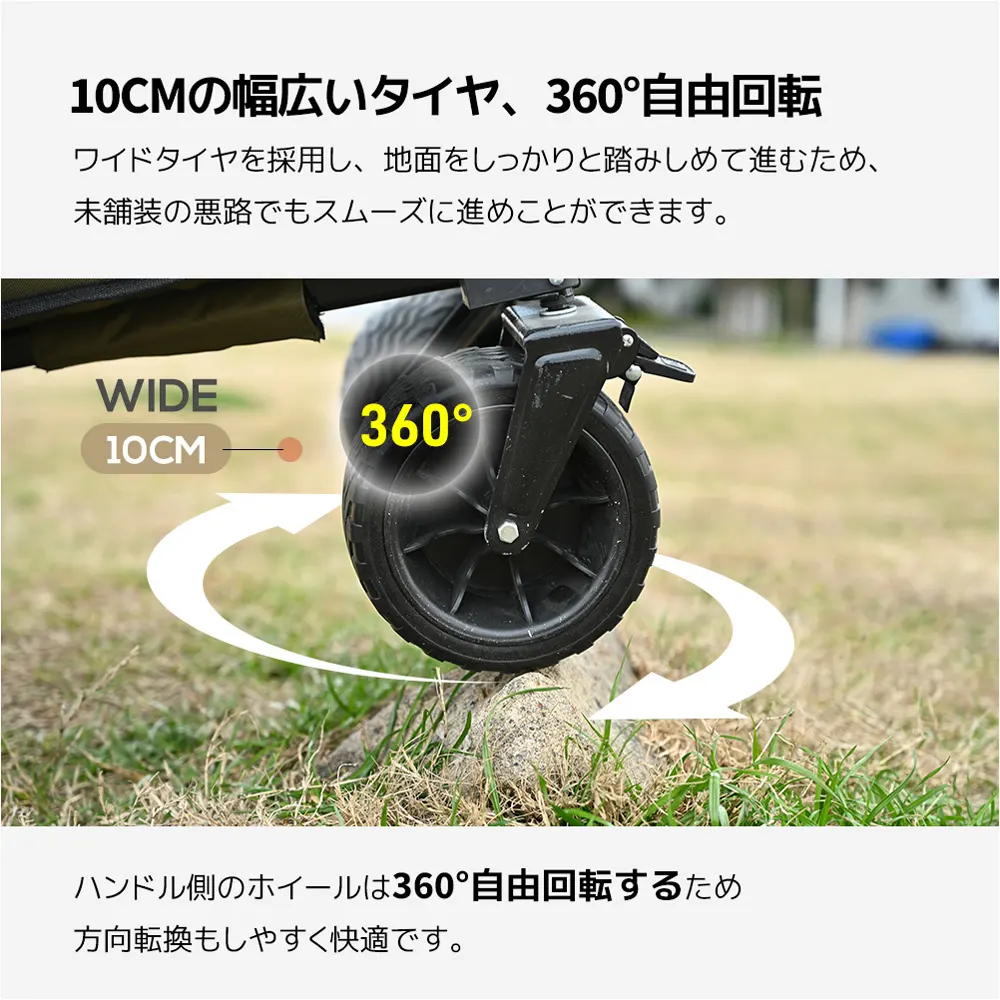 10CMの幅広いタイヤ、360°自由回転
ワイドタイヤを採用し、地面をしっかりと踏みしめて進むため、
未舗装の悪路でもスムーズに進めことができます。
WIDE
10CM
360°
ハンドル側のホイールは360°自由回転するため
方向転換もしやすく快適です。